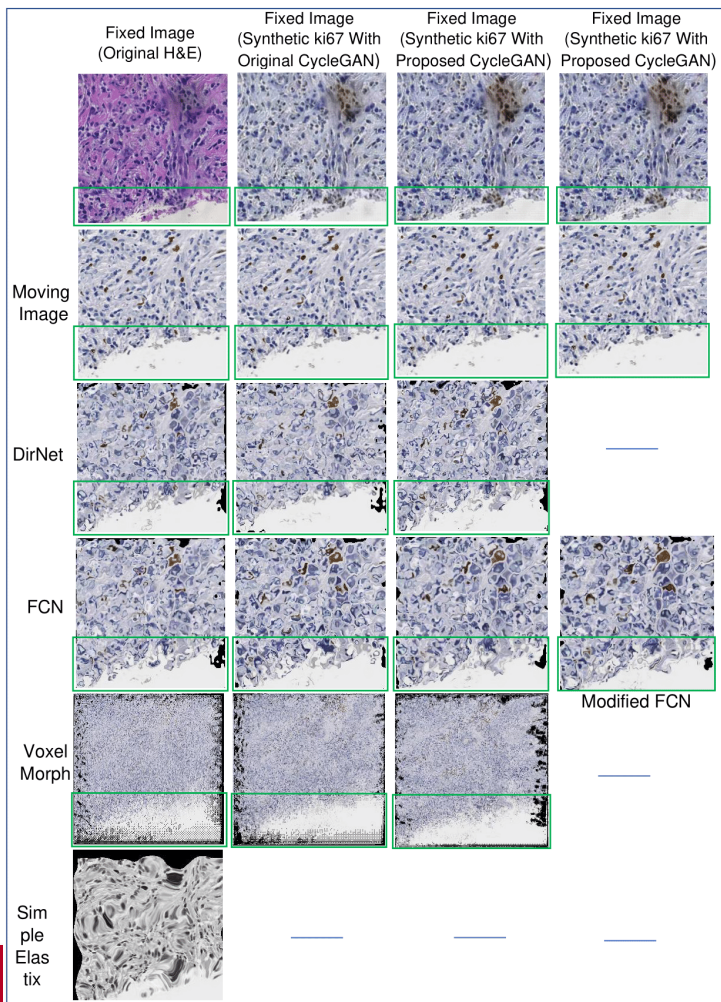 Fixed Image
(Original H&E)
Fixed Image
(Synthetic ki67 With
Original CycleGAN)
Fixed Image
(Synthetic ki67 With
Proposed CycleGAN)
Fixed Image
(Synthetic ki67 With
Proposed CycleGAN)
Moving
Image
DirNet
FCN
Modified FCN
Voxel
Morph
Sim
ple
Elas
tix